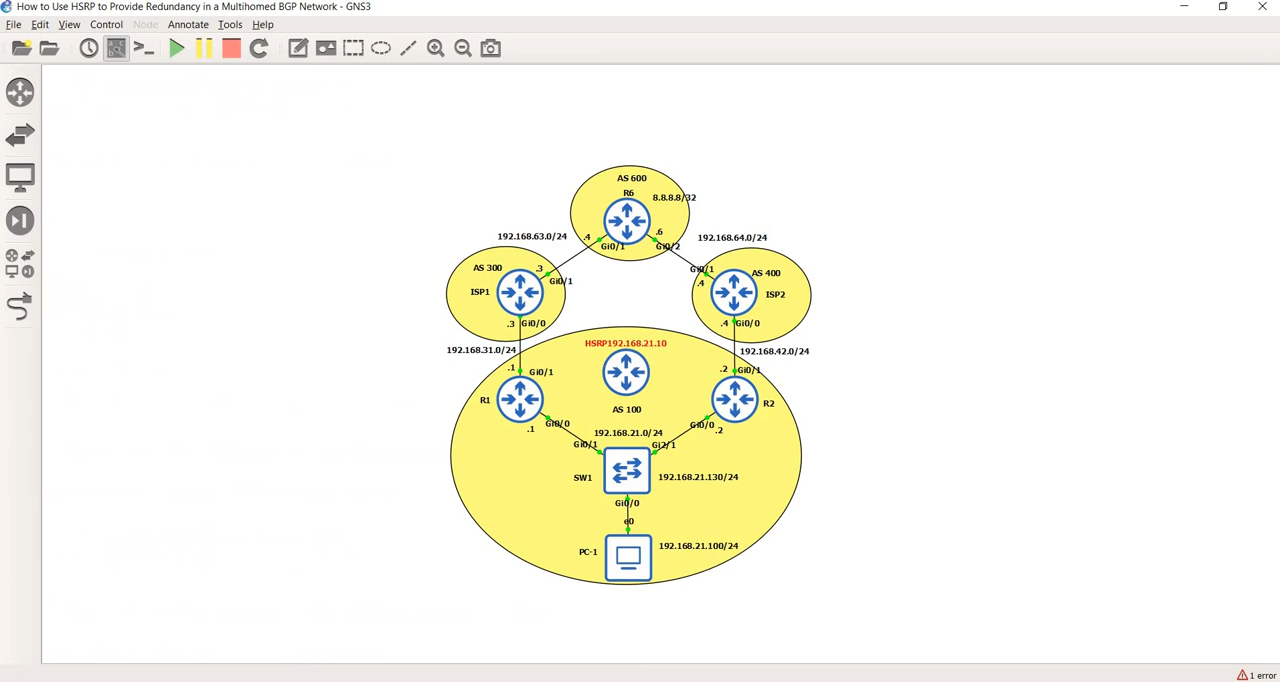 How to Use HSRP to Provide Redundancy in a Multihomed BGP Network - GNS3
File Edit View Control Node Annotate Tools Help
AS 600
R6
8.8.8.8/32
192.168.63.0/24
.4
.6
192.168.64.0/24
Gi0/1
Gi0/2
AS 300
.3
Gi0/1
ISP1
Gi0/1
.4
AS 400
ISP2
.3
Gi0/0
.4
Gi0/0
192.168.31.0/24
HSRP192.168.21.10
192.168.42.0/24
.1
Gi0/1
.2
Gi0/1
R1
AS 100
R2
Gi0/0
.1
Gi0/0
.2
192.168.21.0/24
Gi0/1
Gi2/1
SW1
192.168.21.130/24
Gi0/0
e0
PC-1
192.168.21.100/24
1 error